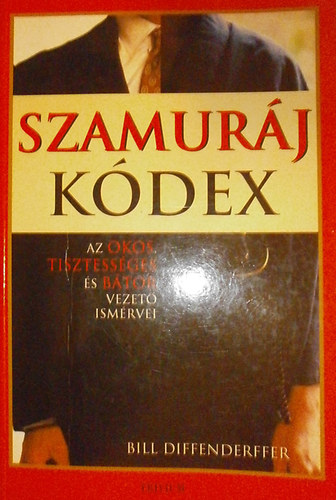 SZAMURÁJ
KÓDEX
AZ OKOS,
TISZTESSÉGES
ÉS BÁTOR
VEZETŐ
ISMÉRVEI
BILL DIFFENDERFFER